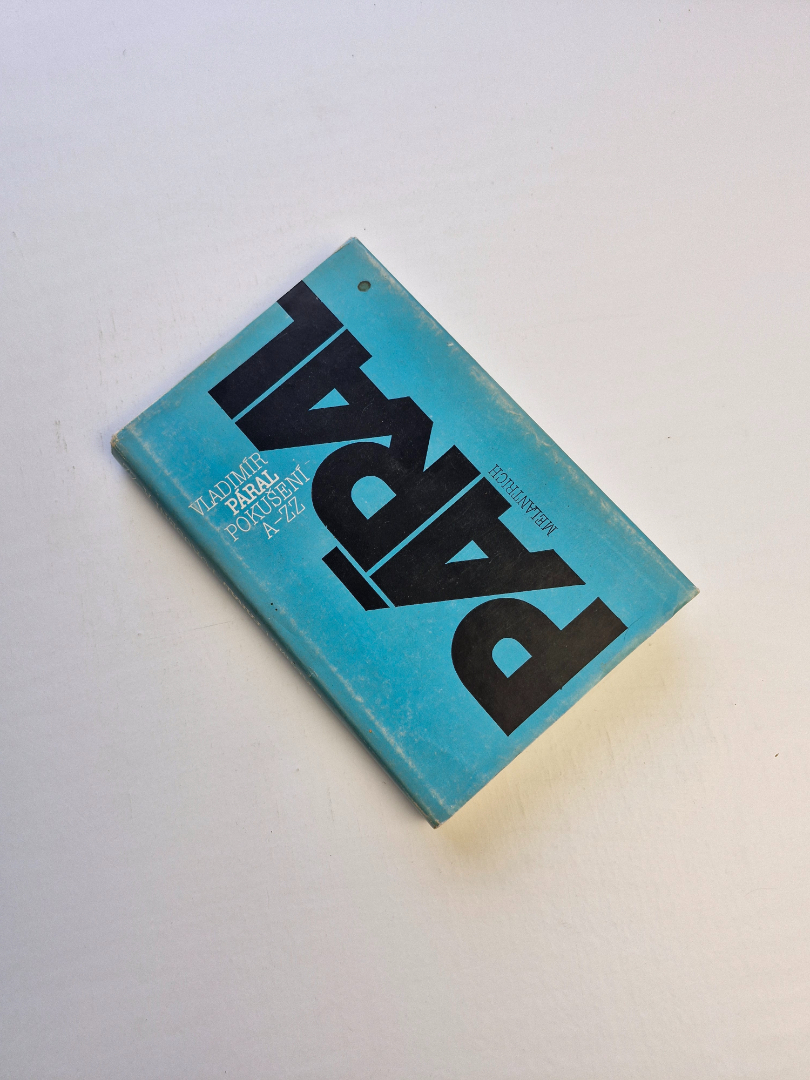 VLADIMÍR
PÁRAL
POKUŠENÍ-
A-ZZ
PÁRAL
MELANTRICH